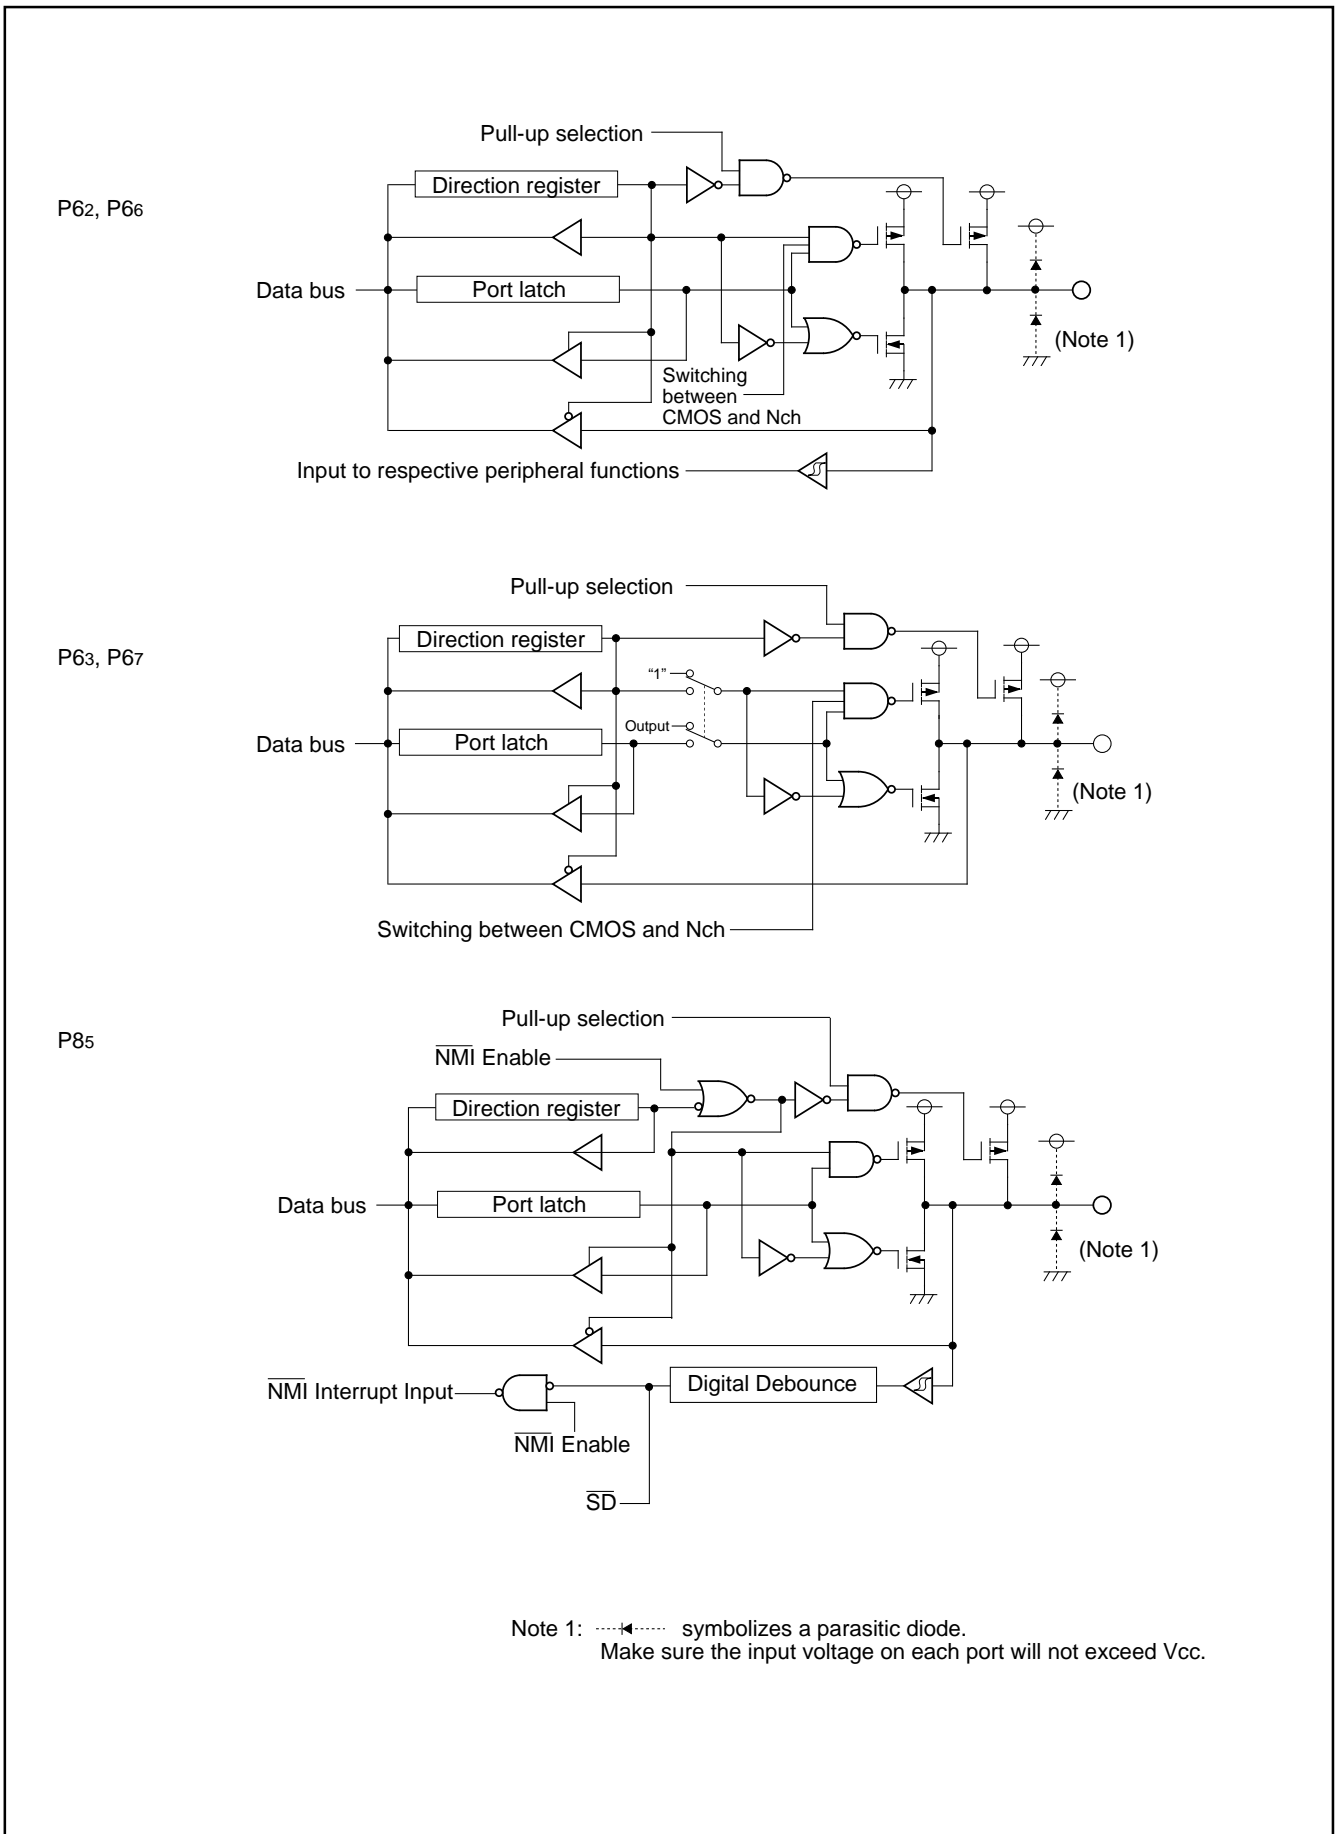 Pull-up selection
Direction register
P62, P66
Data bus
Port latch
(Note 1)
Switching
between
CMOS and Nch
Input to respective peripheral functions
Pull-up selection
Direction register
P63, P67
“1”
Output
Data bus
Port latch
(Note 1)
Switching between CMOS and Nch
Pull-up selection
P85
NMI Enable
Direction register
Data bus
Port latch
(Note 1)
Digital Debounce
NMI Interrupt Input
NMI Enable
SD
Note 1: symbolizes a parasitic diode.
Make sure the input voltage on each port will not exceed Vcc.